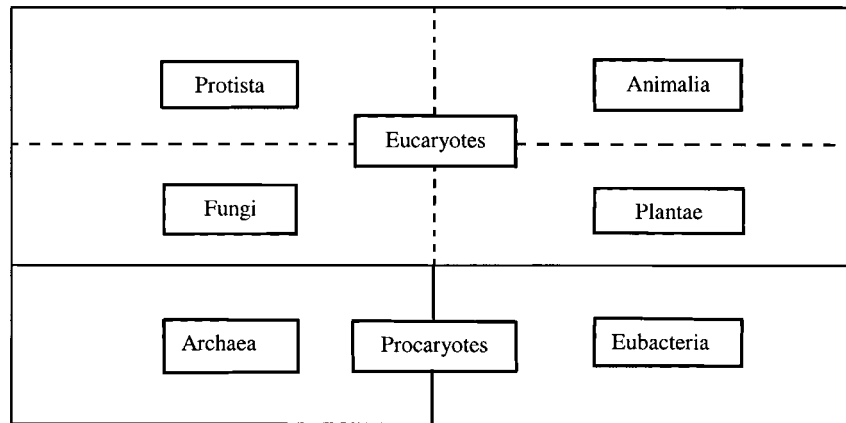 Protista
Animalia
Eucaryotes
Fungi
Plantae
Archaea
Procaryotes
Eubacteria